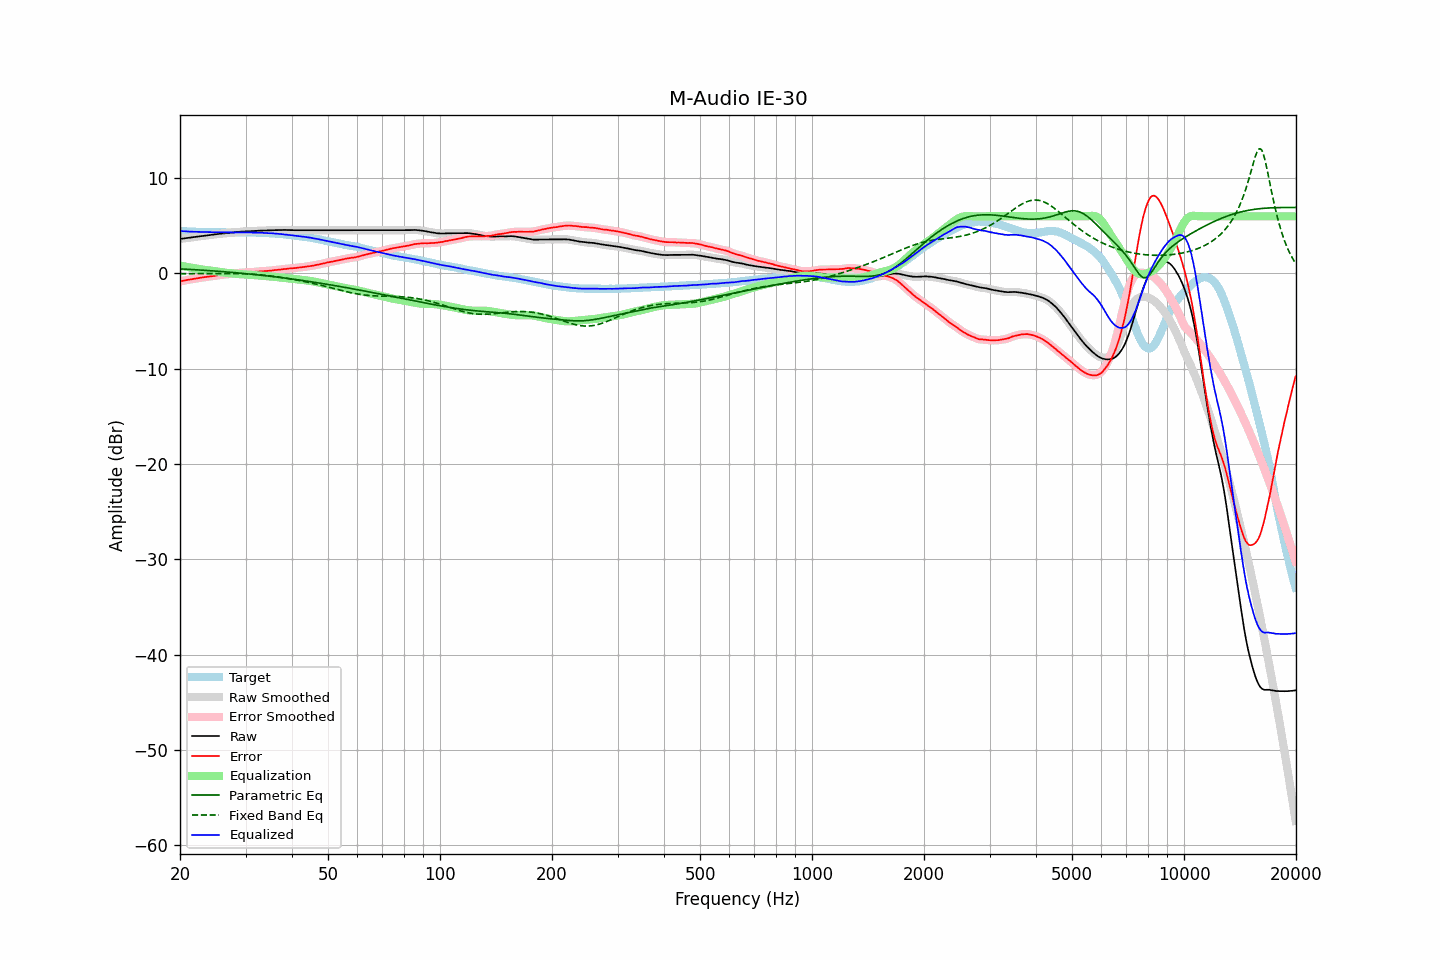 M-Audio IE-30
10
0
−10
−20
−30
−40
−50
−60
Amplitude (dBr)
Target
Raw Smoothed
Error Smoothed
Raw
Error
Equalization
Parametric Eq
Fixed Band Eq
Equalized
20 50 100 200 500 1000 2000 5000 10000 20000
Frequency (Hz)